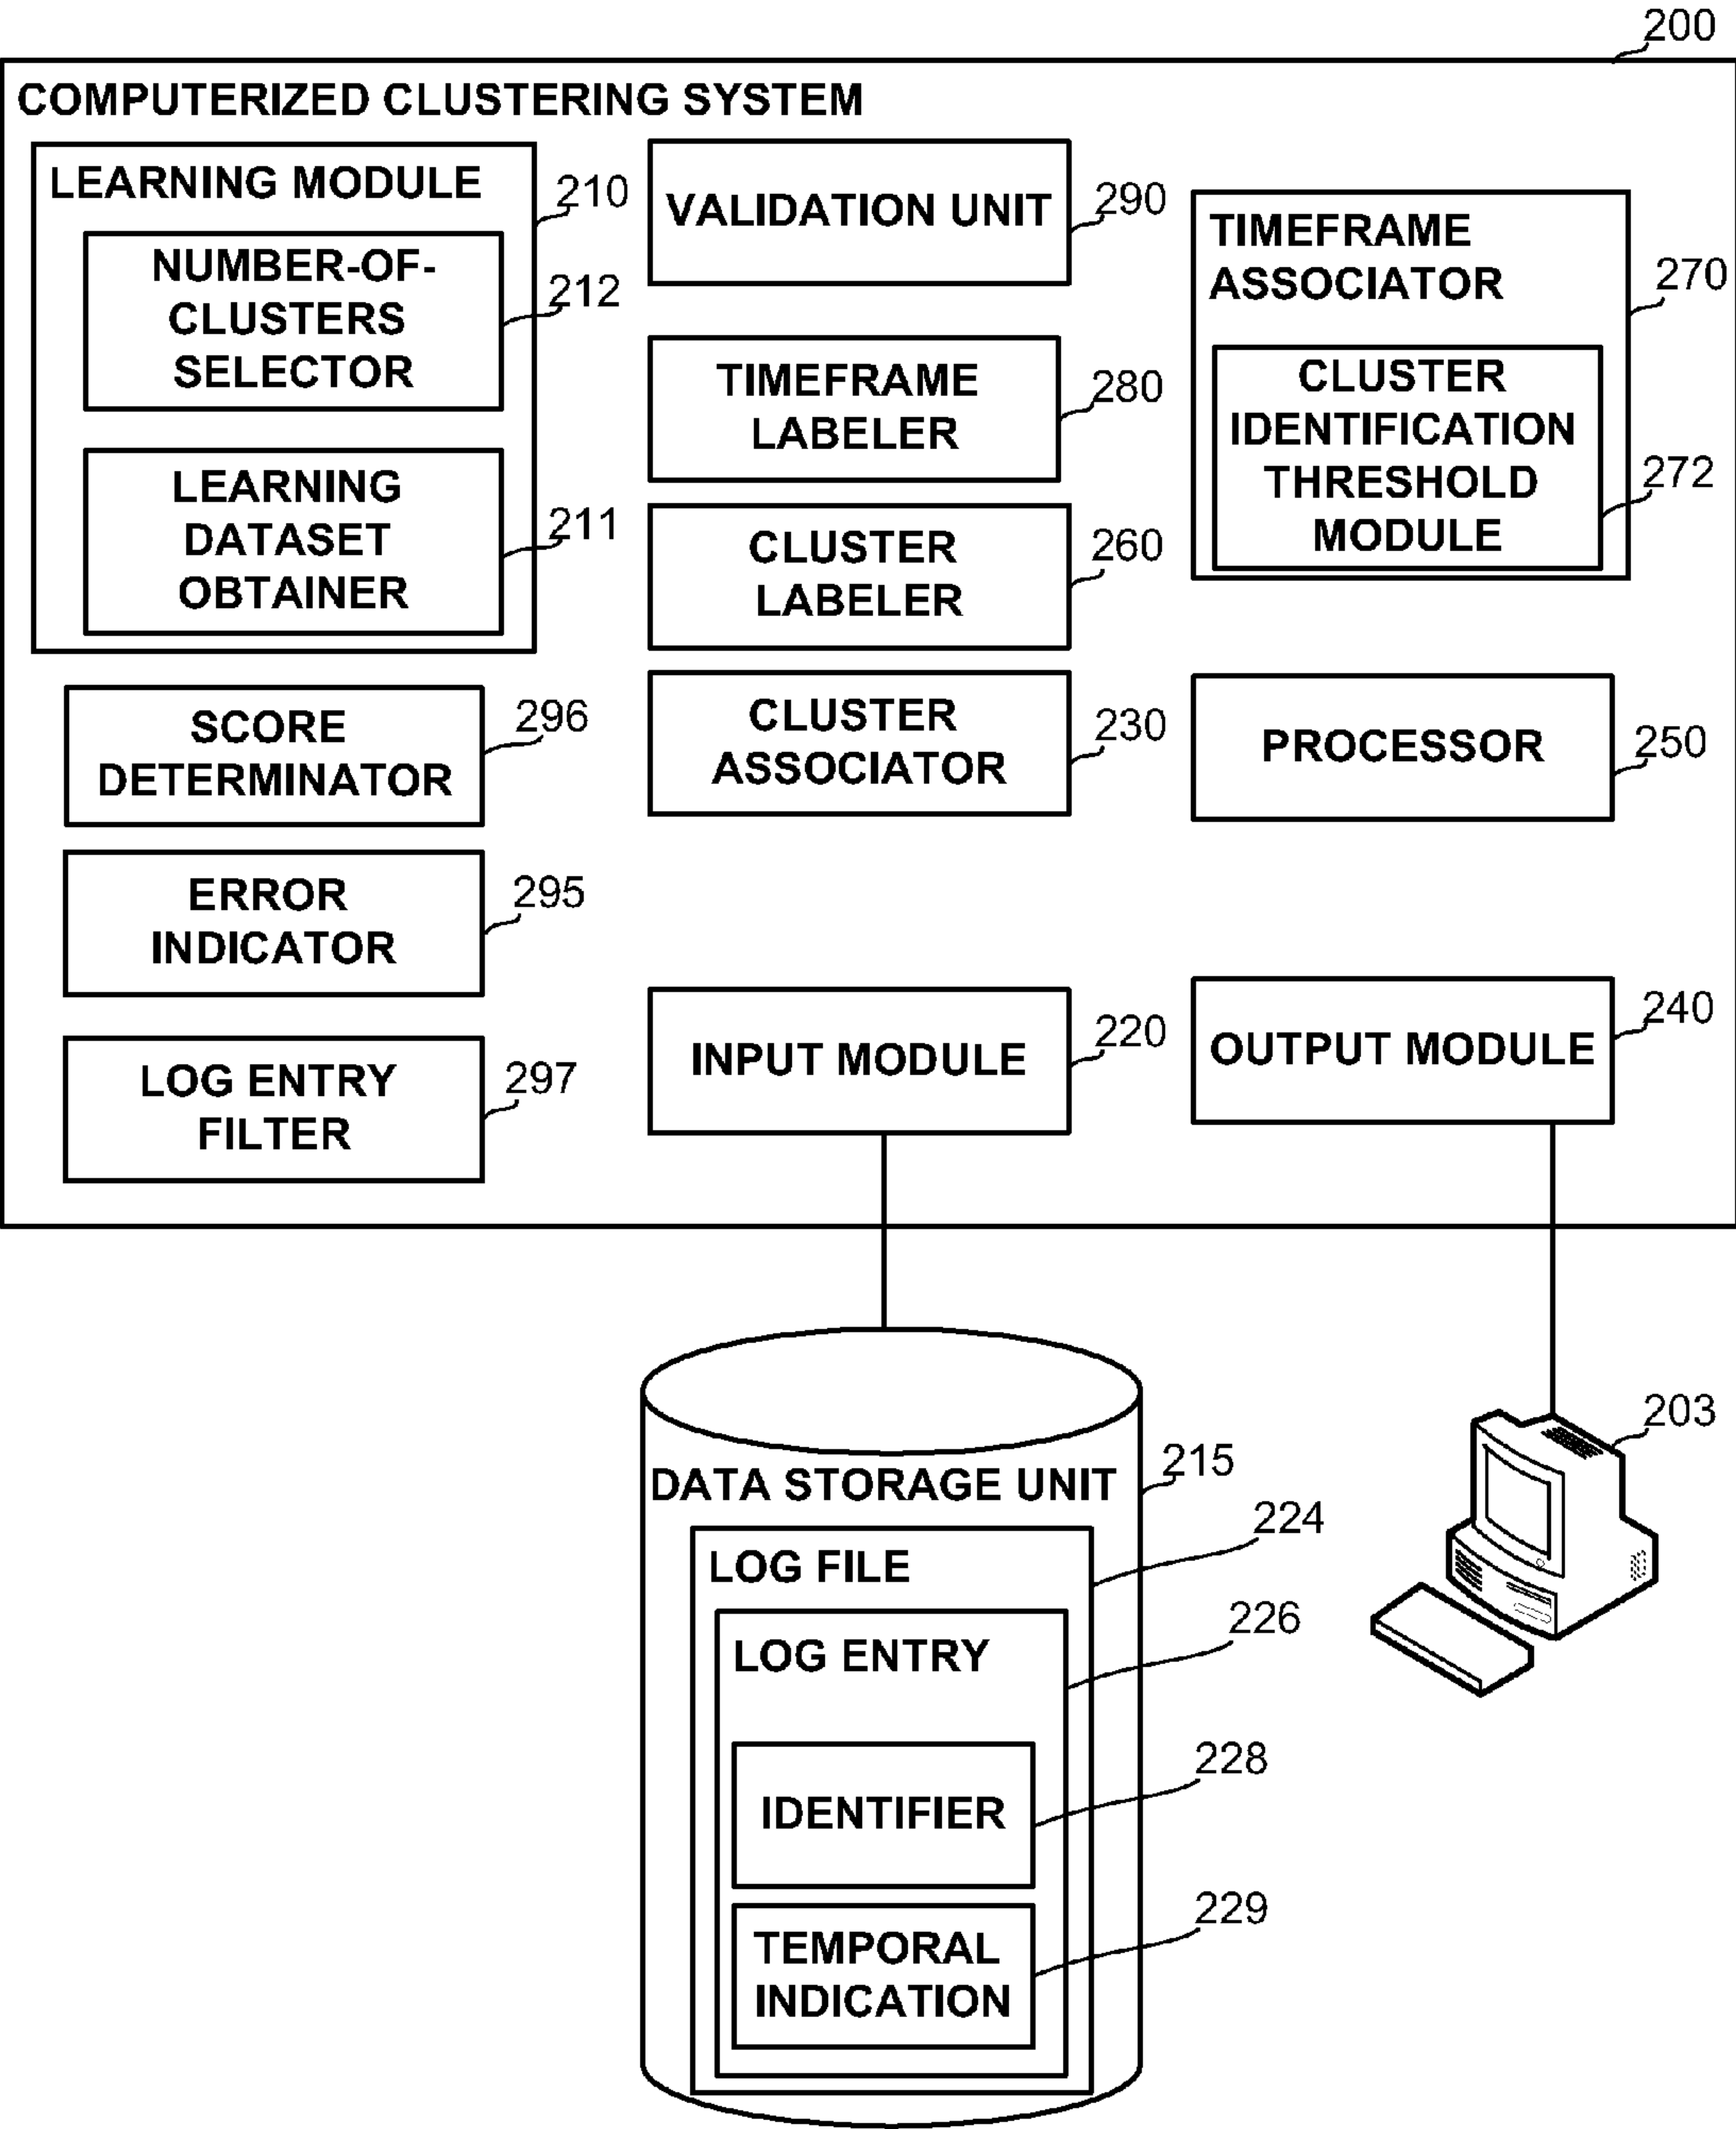 200
COMPUTERIZED CLUSTERING SYSTEM
LEARNING MODULE
210
NUMBER-OF-
CLUSTERS
SELECTOR
212
LEARNING
DATASET
OBTAINER
211
SCORE
DETERMINATOR
296
ERROR
INDICATOR
295
LOG ENTRY
FILTER
297
VALIDATION UNIT
290
TIMEFRAME
LABELER
280
CLUSTER
LABELER
260
CLUSTER
ASSOCIATOR
230
INPUT MODULE
220
TIMEFRAME
ASSOCIATOR
270
CLUSTER
IDENTIFICATION
THRESHOLD
MODULE
272
PROCESSOR
250
OUTPUT MODULE
240
DATA STORAGE UNIT
215
LOG FILE
224
LOG ENTRY
226
IDENTIFIER
228
TEMPORAL
INDICATION
229
203